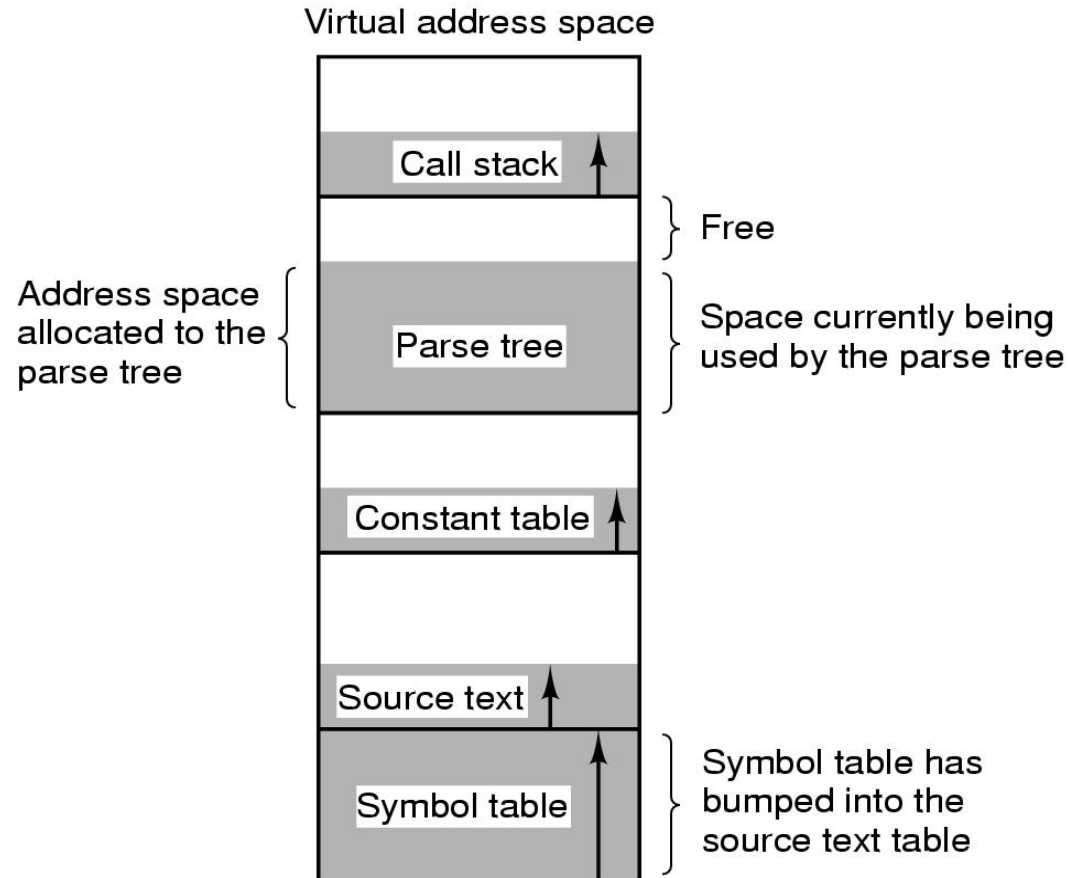 Virtual address space
Call stack
Free
Address space
allocated to the
parse tree
Parse tree
Space currently being
used by the parse tree
Constant table
Source text
Symbol table
Symbol table has
bumped into the
source text table